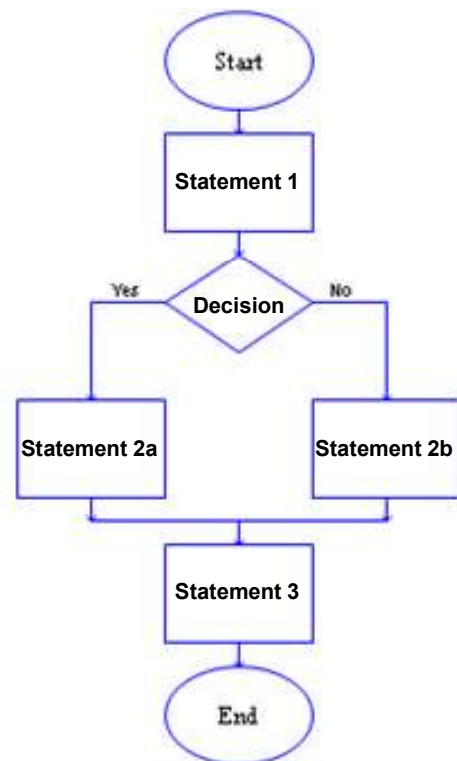 Start
Statement 1
Yes
Decision
No
Statement 2a
Statement 2b
Statement 3
End